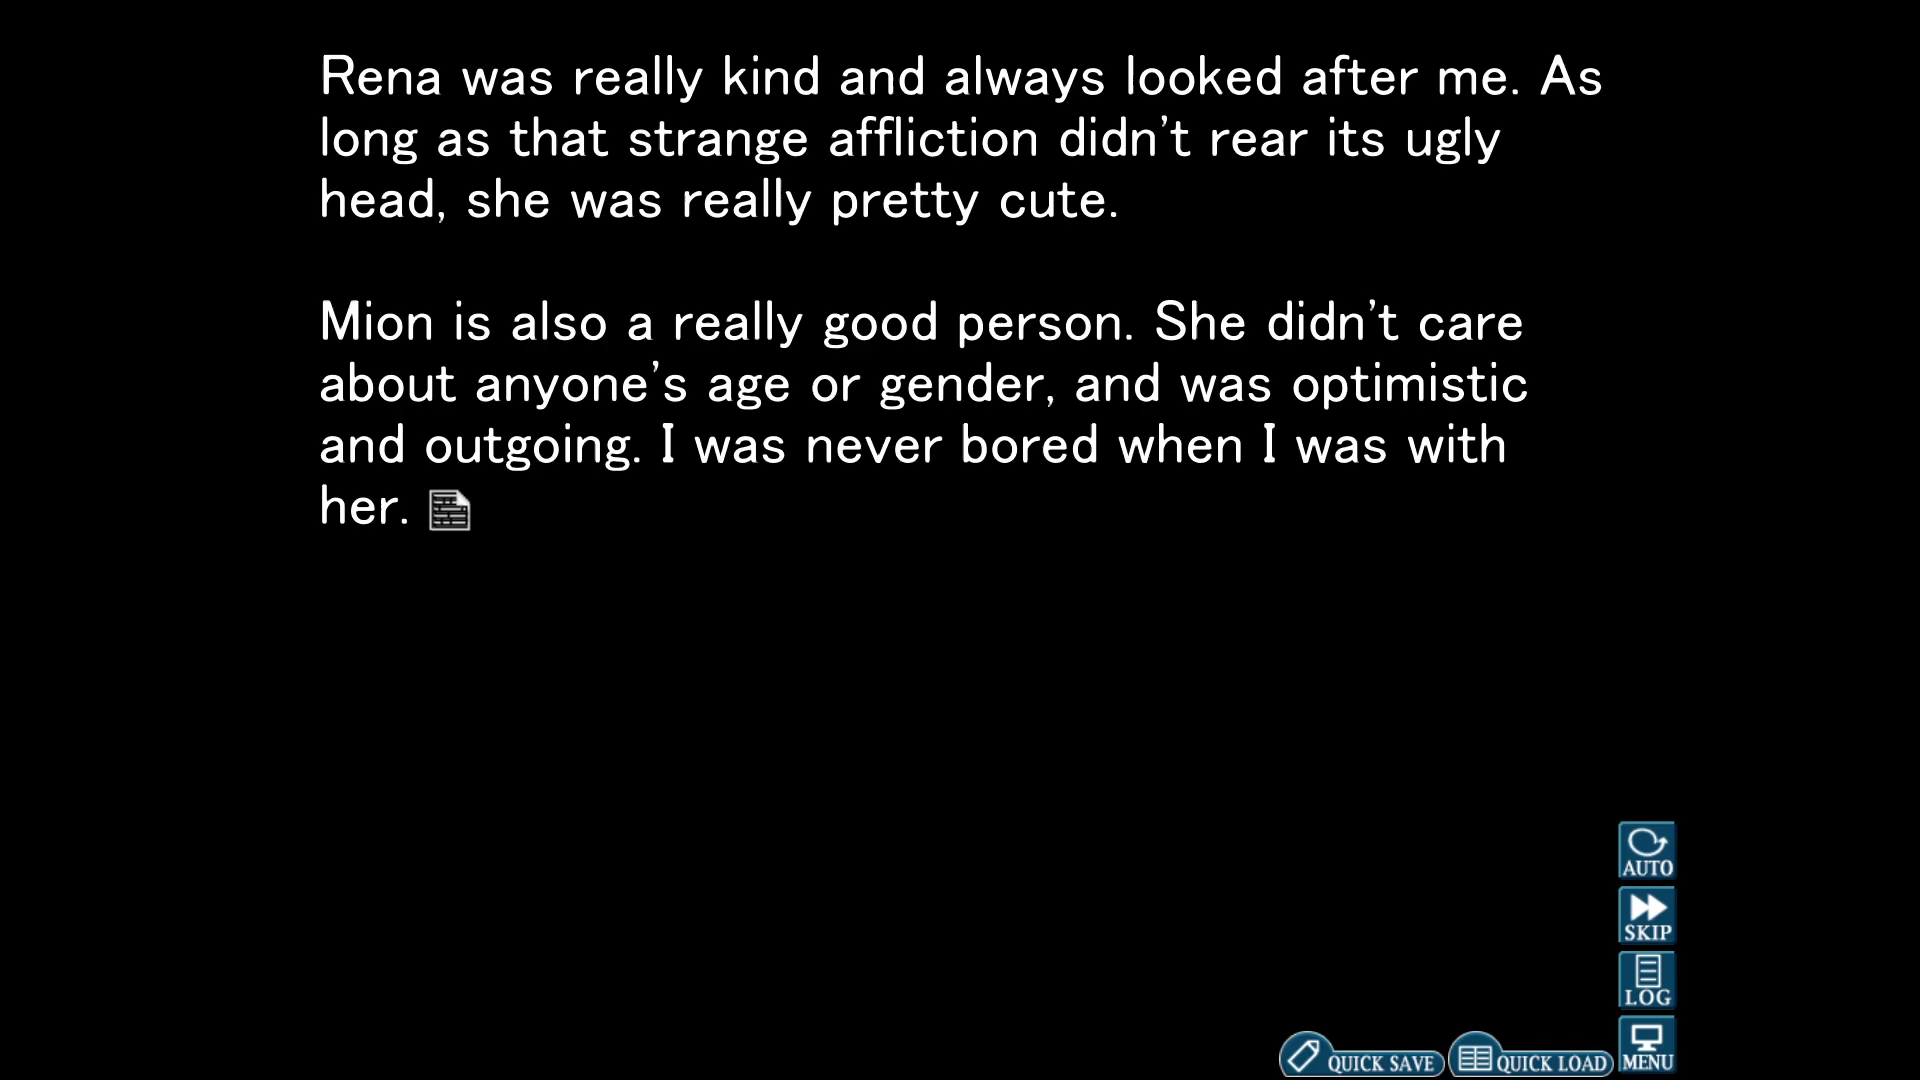 Rena was really kind and always looked after me. As
long as that strange affliction didn't rear its ugly
head, she was really pretty cute.
Mion is also a really good person. She didn't care
about anyone's age or gender, and was optimistic
and outgoing. I was never bored when I was with
her.
AUTO
SKIP
LOG
QUICK SAVE
QUICK LOAD
MENU